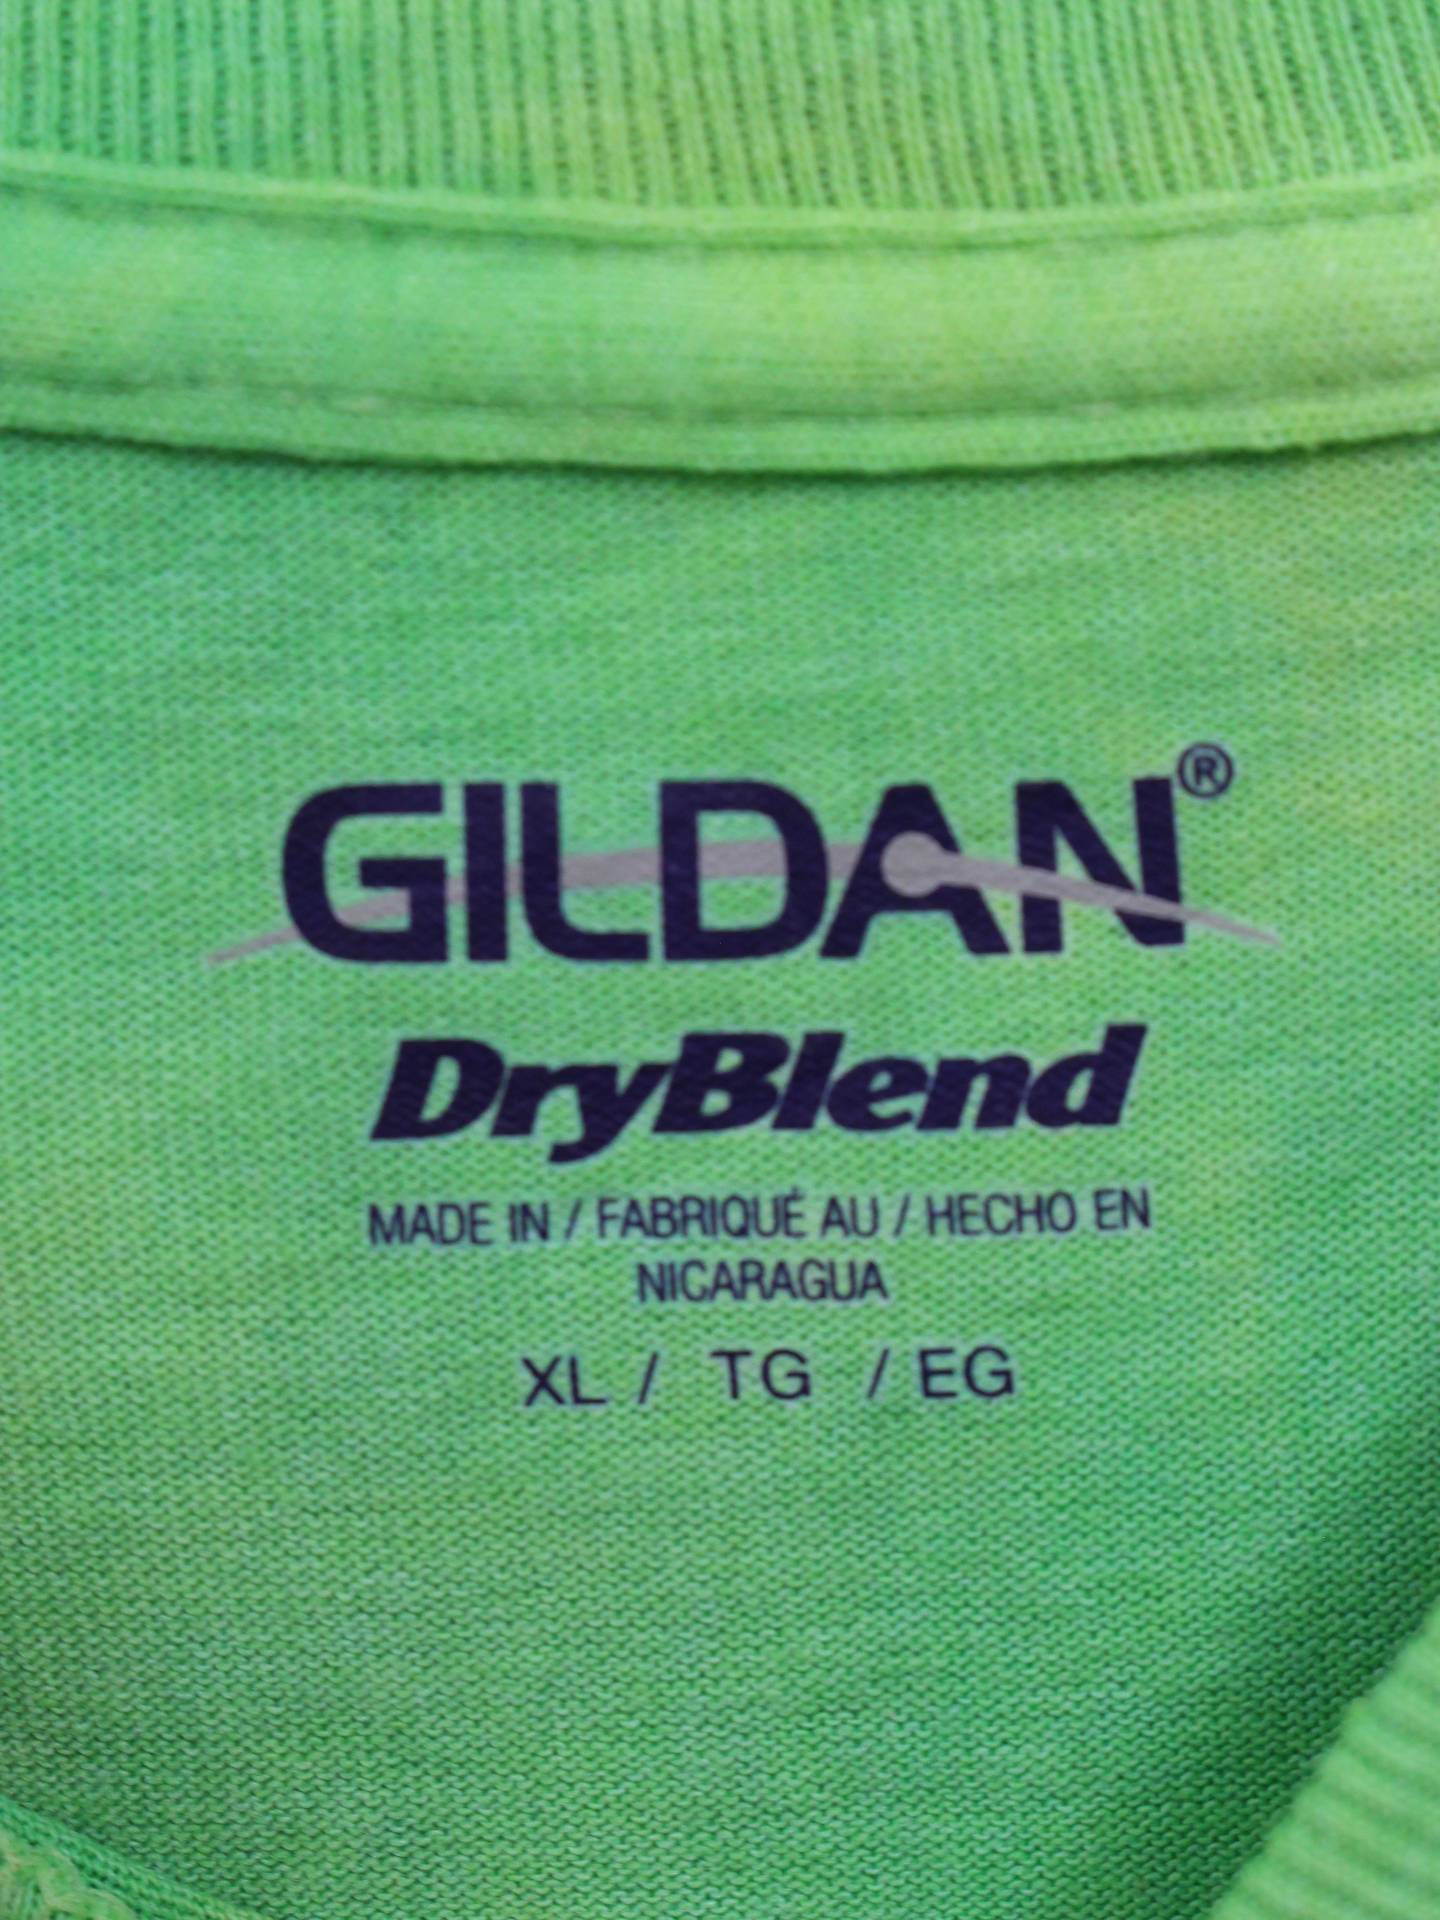 GILDAN®
DryBlend
MADE IN / FABRIQUÉ AU / HECHO EN
NICARAGUA
XL / TG / EG